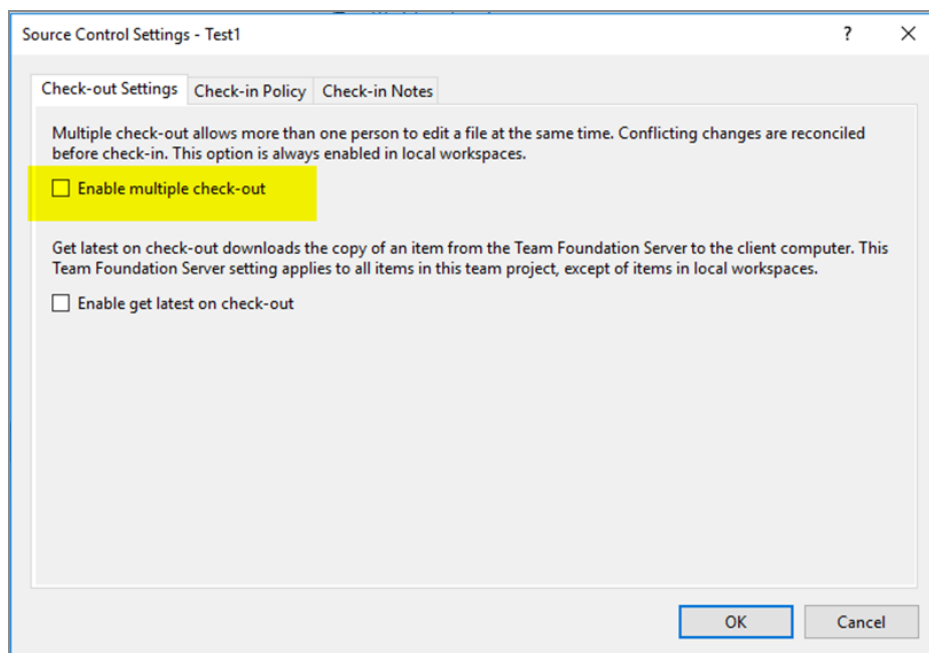 Source Control Settings - Test1
? ×
Check-out Settings Check-in Policy Check-in Notes
Multiple check-out allows more than one person to edit a file at the same time. Conflicting changes are reconciled
before check-in. This option is always enabled in local workspaces.
Enable multiple check-out
Get latest on check-out downloads the copy of an item from the Team Foundation Server to the client computer. This
Team Foundation Server setting applies to all items in this team project, except of items in local workspaces.
Enable get latest on check-out
OK Cancel